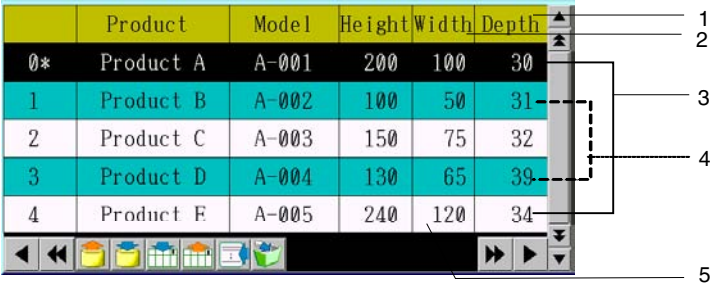 Product Model Height Width Depth 1
2
0* Product A A-001 200 100 30
1 Product B A-002 100 50 31 3
2 Product C A-003 150 75 32 4
3 Product D A-004 130 65 39
4 Product E A-005 240 120 34
5